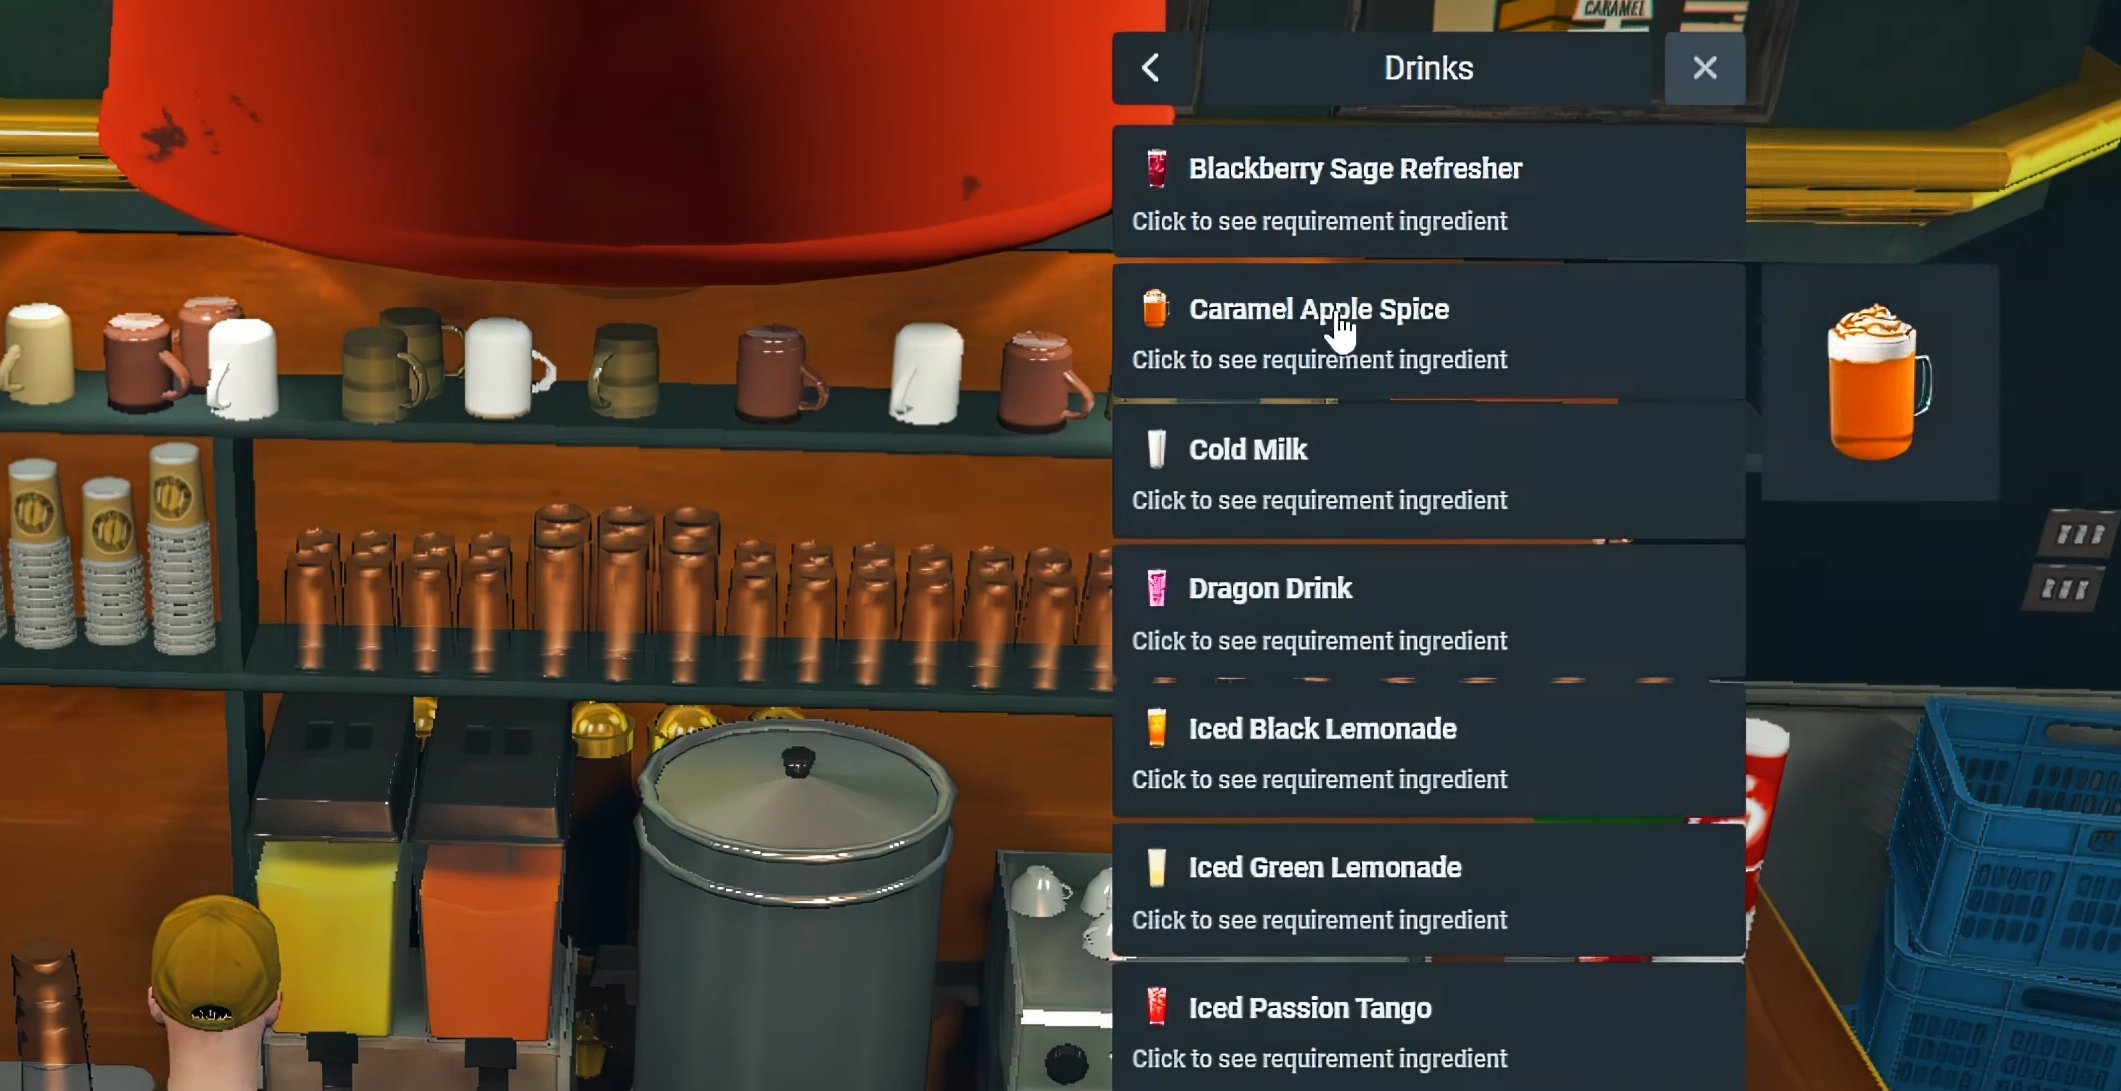 CARAMEL
Drinks
Blackberry Sage Refresher
Click to see requirement ingredient
Caramel Apple Spice
Click to see requirement ingredient
Cold Milk
Click to see requirement ingredient
Dragon Drink
Click to see requirement ingredient
Iced Black Lemonade
Click to see requirement ingredient
Iced Green Lemonade
Click to see requirement ingredient
Iced Passion Tango
Click to see requirement ingredient